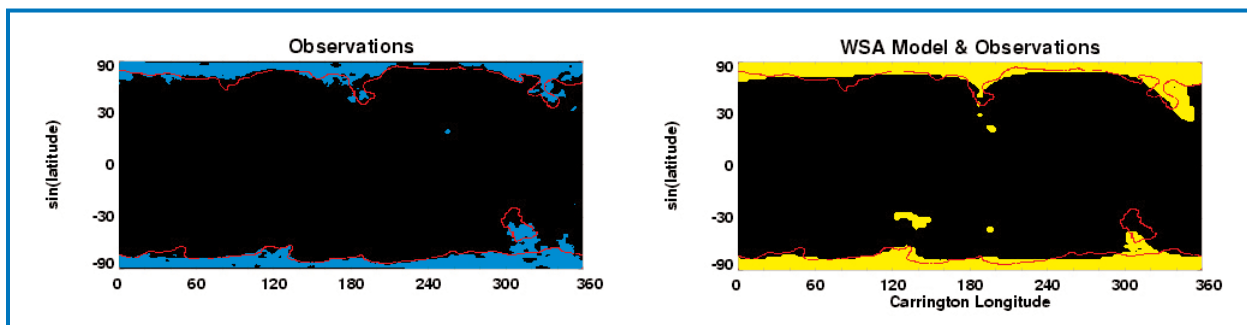 Observations
90
30
0
-30
-90
sin(latitude)
0 60 120 180 240 300 360
WSA Model & Observations
90
30
0
-30
-90
sin(latitude)
0 60 120 180 240 300 360
Carrington Longitude